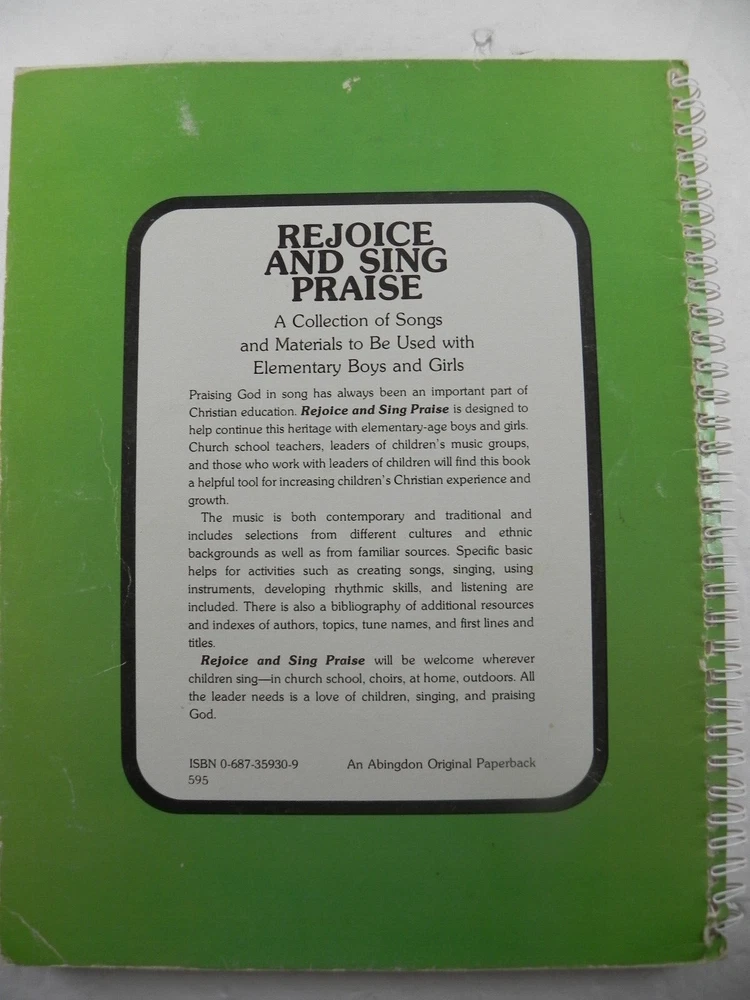 REJOICE
AND SING
PRAISE
A Collection of Songs
and Materials to Be Used with
Elementary Boys and Girls
Praising God in song has always been an important part of
Christian education. Rejoice and Sing Praise is designed to
help continue this heritage with elementary-age boys and girls.
Church school teachers, leaders of children's music groups,
and those who work with leaders of children will find this book
a helpful tool for increasing children's Christian experience and
growth.
The music is both contemporary and traditional and
includes selections from different cultures and ethnic
backgrounds as well as from familiar sources. Specific basic
helps for activities such as creating songs, singing, using
instruments, developing rhythmic skills, and listening are
included. There is also a bibliography of additional resources
and indexes of authors, topics, tune names, and first lines and
titles.
Rejoice and Sing Praise will be welcome wherever
children sing—in church school, choirs, at home, outdoors. All
the leader needs is a love of children, singing, and praising
God.
ISBN 0-687-35930-9 An Abingdon Original Paperback
595